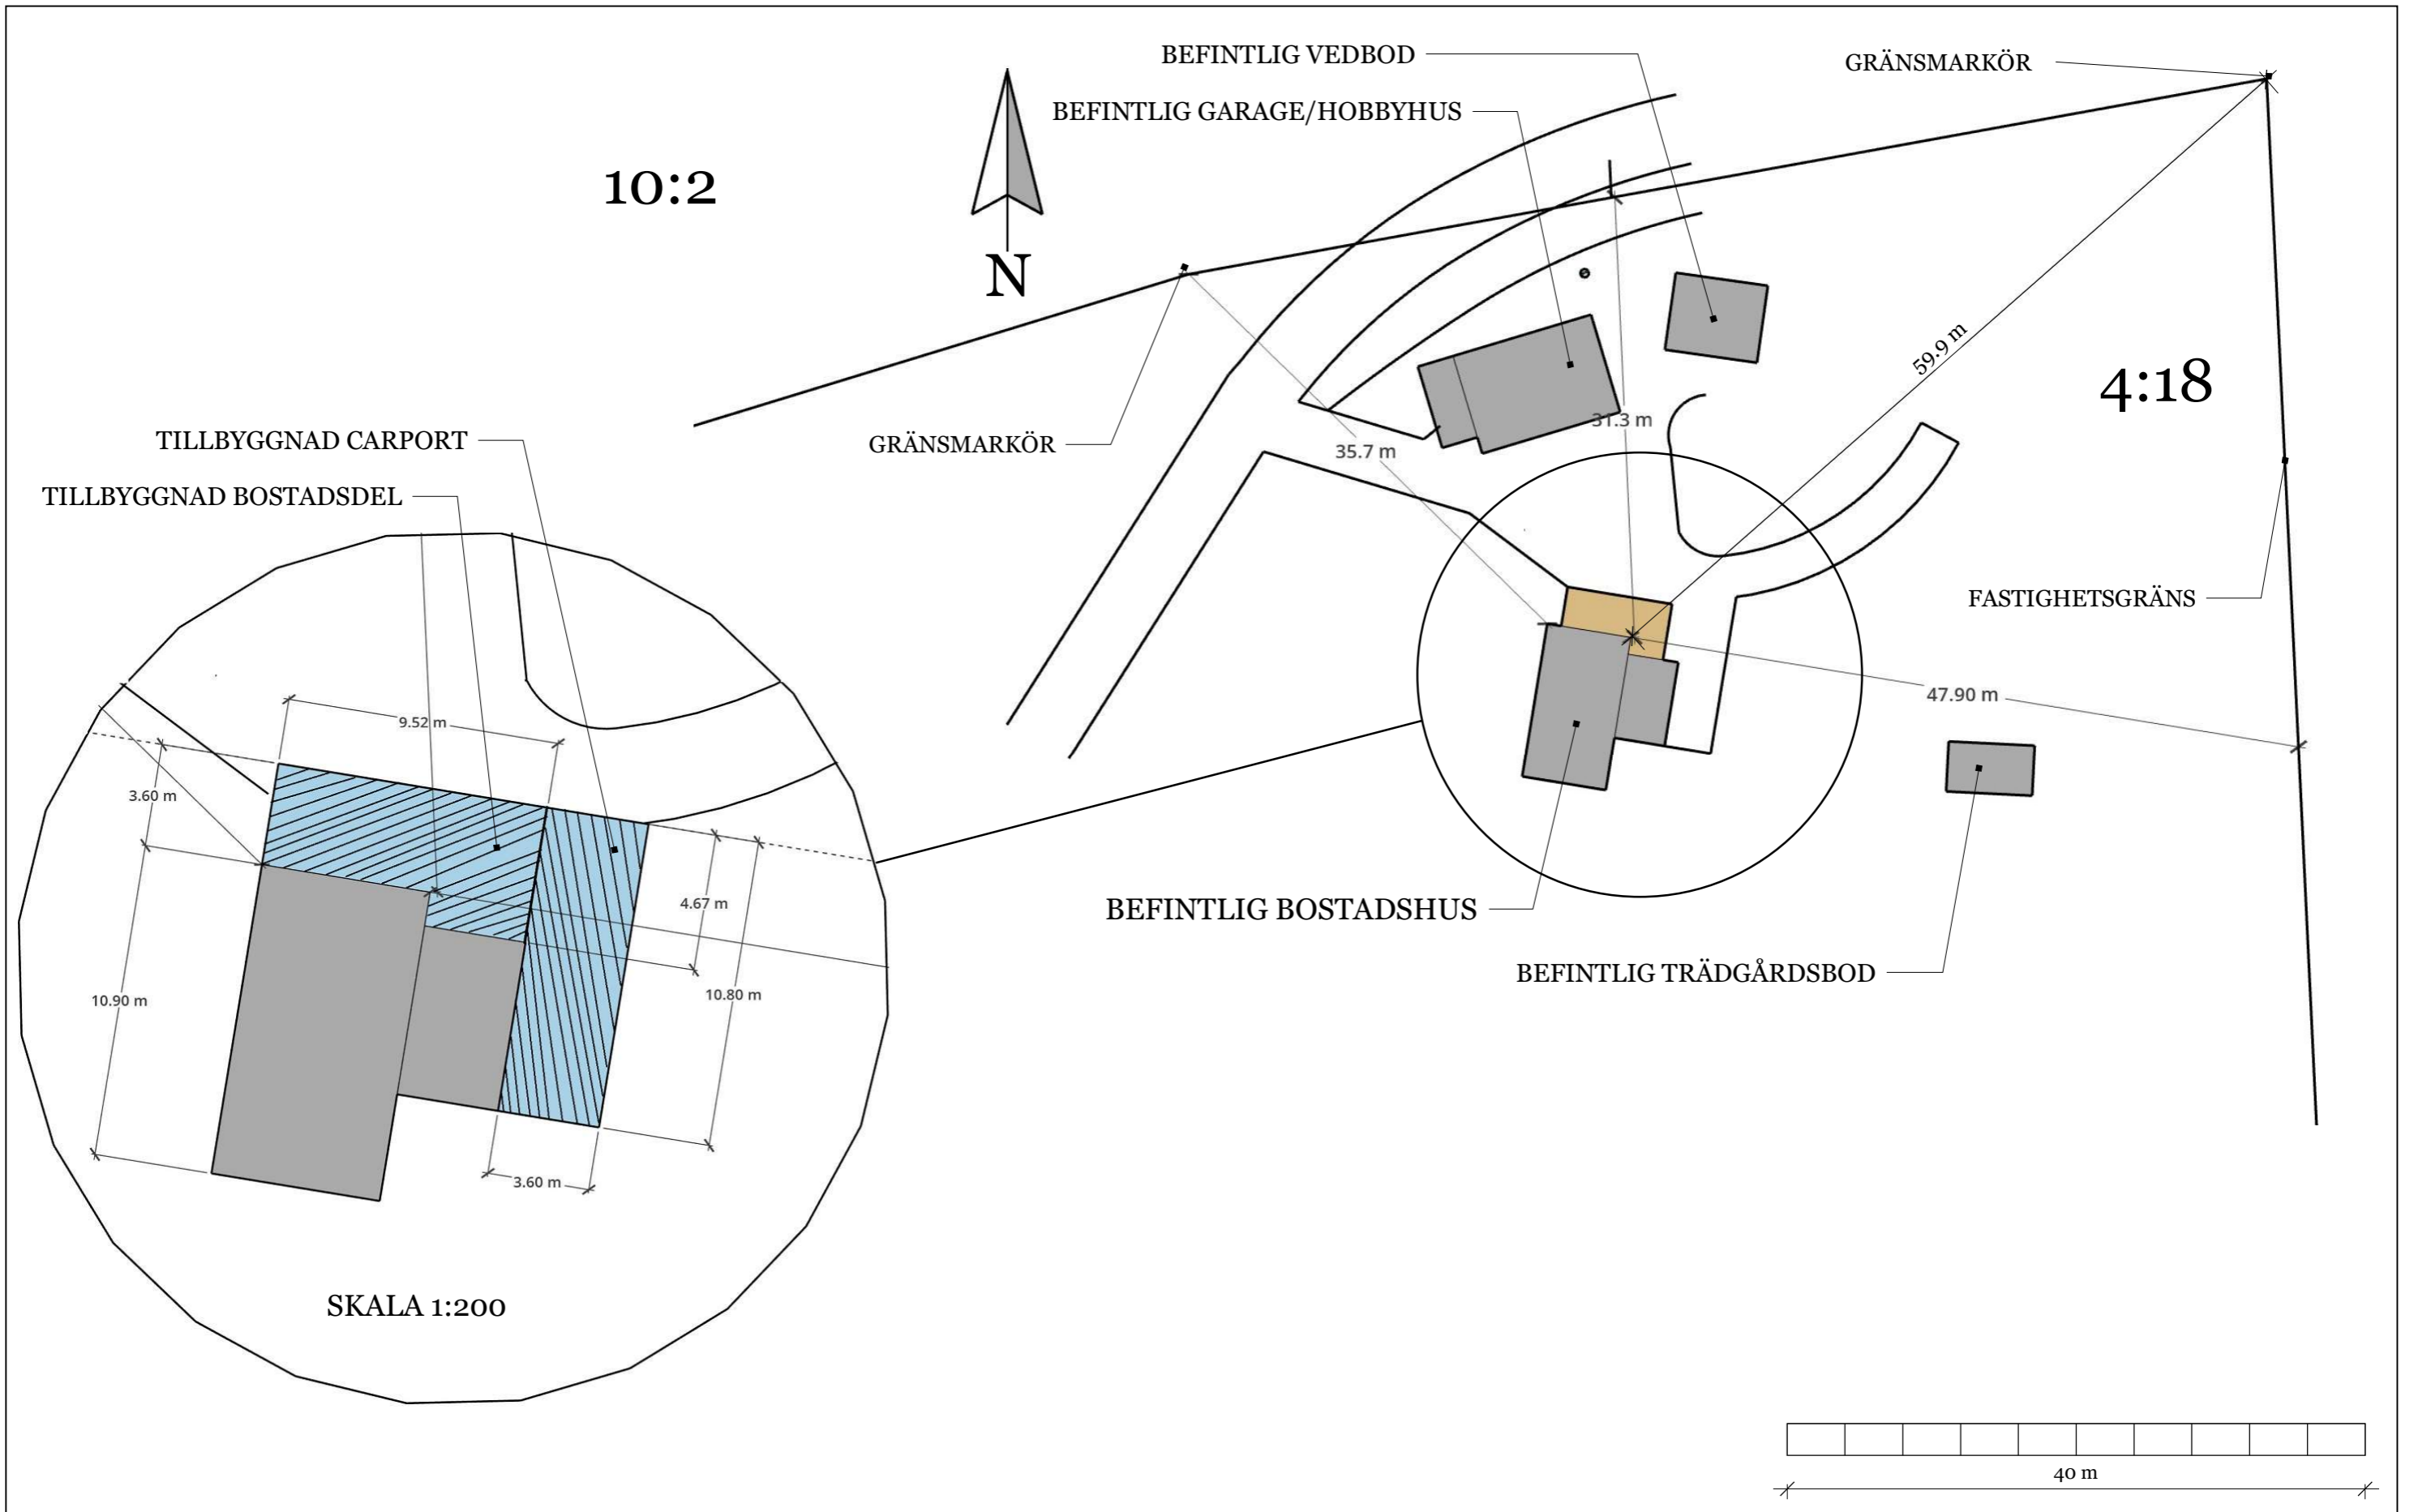 BEFINTLIG VEDBOD
GRÄNSMARKÖR
BEFINTLIG GARAGE/HOBBYHUS
10:2
N
59.9 m
4:18
31.3 m
TILLBYGGNAD CARPORT
GRÄNSMARKÖR
35.7 m
TILLBYGGNAD BOSTADSDEL
FASTIGHETSGRÄNS
47.90 m
9.52 m
3.60 m
4.67 m
BEFINTLIG BOSTADSHUS
BEFINTLIG TRÄDGÅRDSBOD
10.90 m
10.80 m
3.60 m
SKALA 1:200
40 m